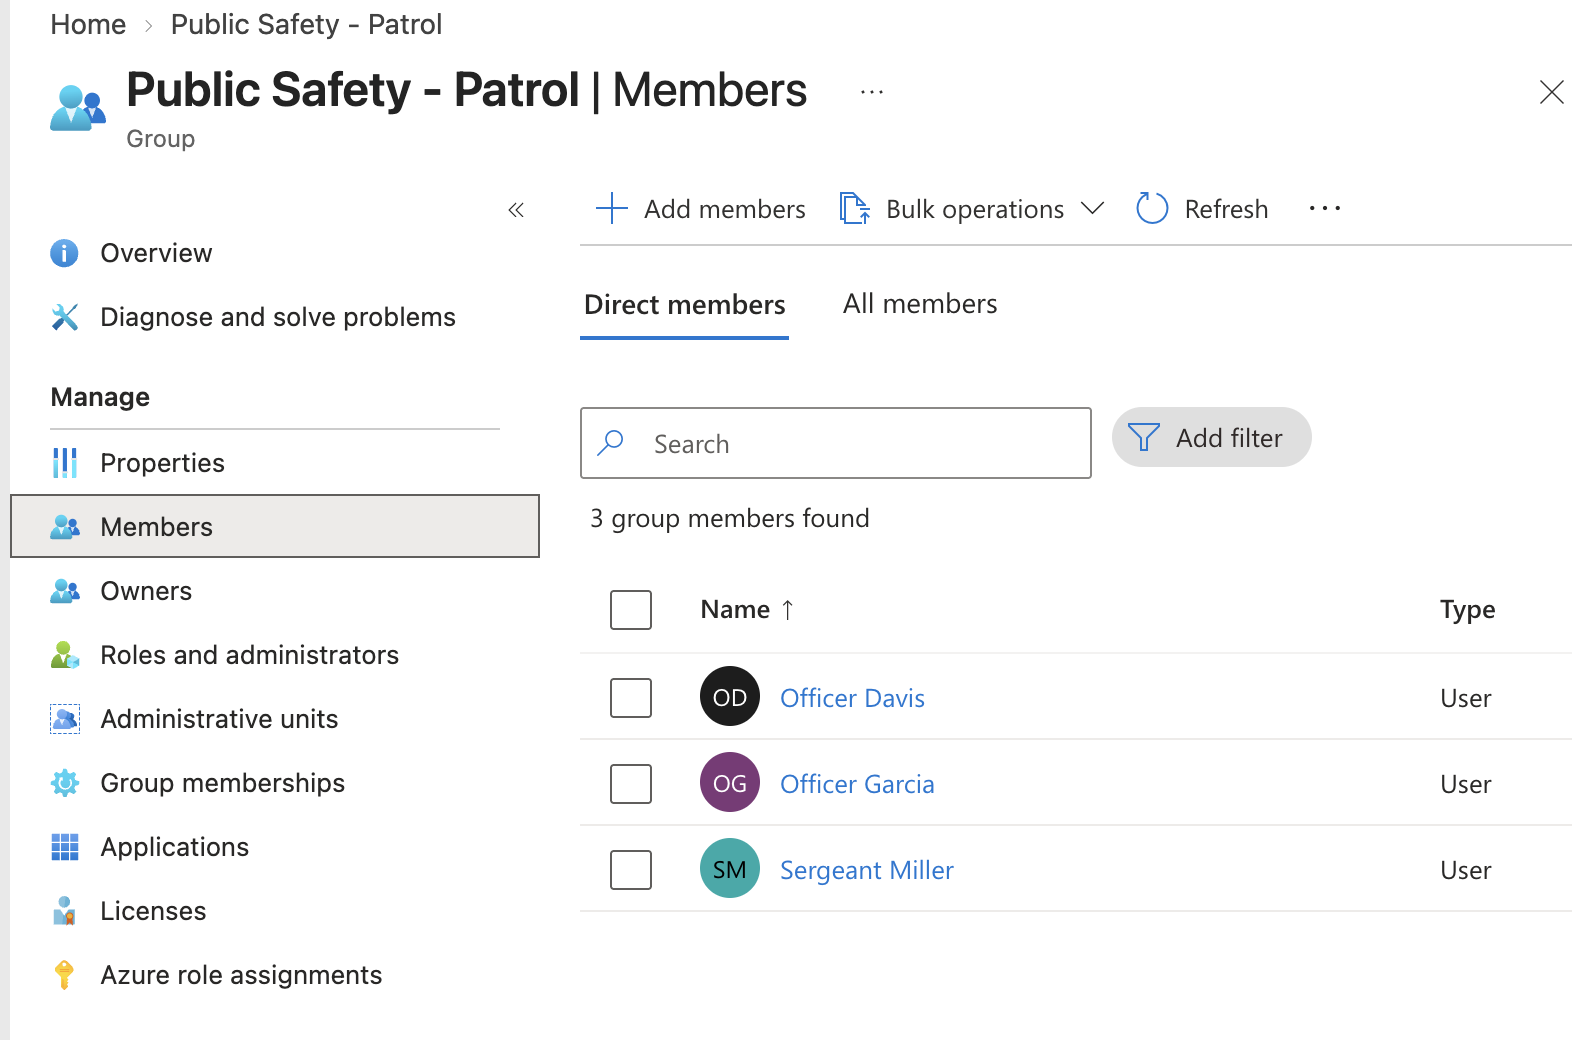 Home > Public Safety - Patrol
Public Safety - Patrol | Members ...
Group
«
Overview
Diagnose and solve problems
Manage
Properties
Members
Owners
Roles and administrators
Administrative units
Group memberships
Applications
Licenses
Azure role assignments
Add members Bulk operations Refresh ...
Direct members All members
Search Add filter
3 group members found
Name ↑ Type
OD Officer Davis User
OG Officer Garcia User
SM Sergeant Miller User